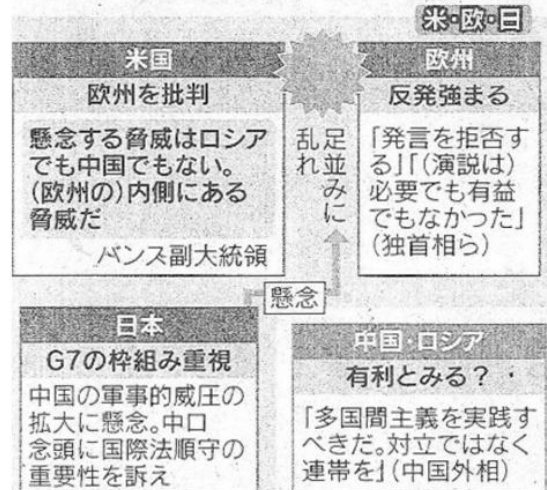 米・欧・日
米国
欧州を批判
懸念する脅威はロシア
でも中国でもない。
(欧州の)内側にある
脅威だ
バンス副大統領
足並みに
乱れ
欧州
反発強まる
「発言を拒否す
る」「(演説は)
必要でも有益
でもなかった」
(独首相ら)
懸念
日本
G7の枠組み重視
中国の軍事的威圧の
拡大に懸念。中ロ
念頭に国際法順守の
重要性を訴え
中国・ロシア
有利とみる?
「多国間主義を実践す
べきだ。対立ではなく
連帯を」(中国外相)